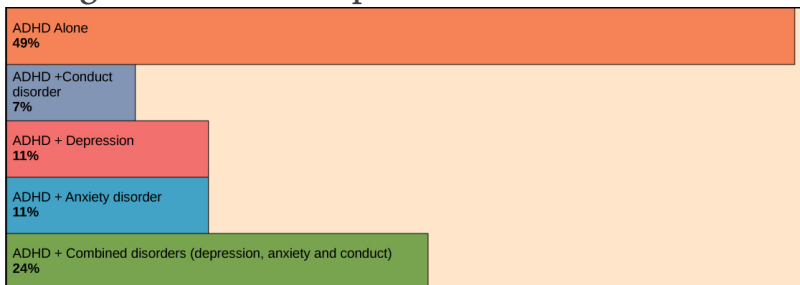 ADHD Alone
49%
ADHD +Conduct
disorder
7%
ADHD + Depression
11%
ADHD + Anxiety disorder
11%
ADHD + Combined disorders (depression, anxiety and conduct)
24%